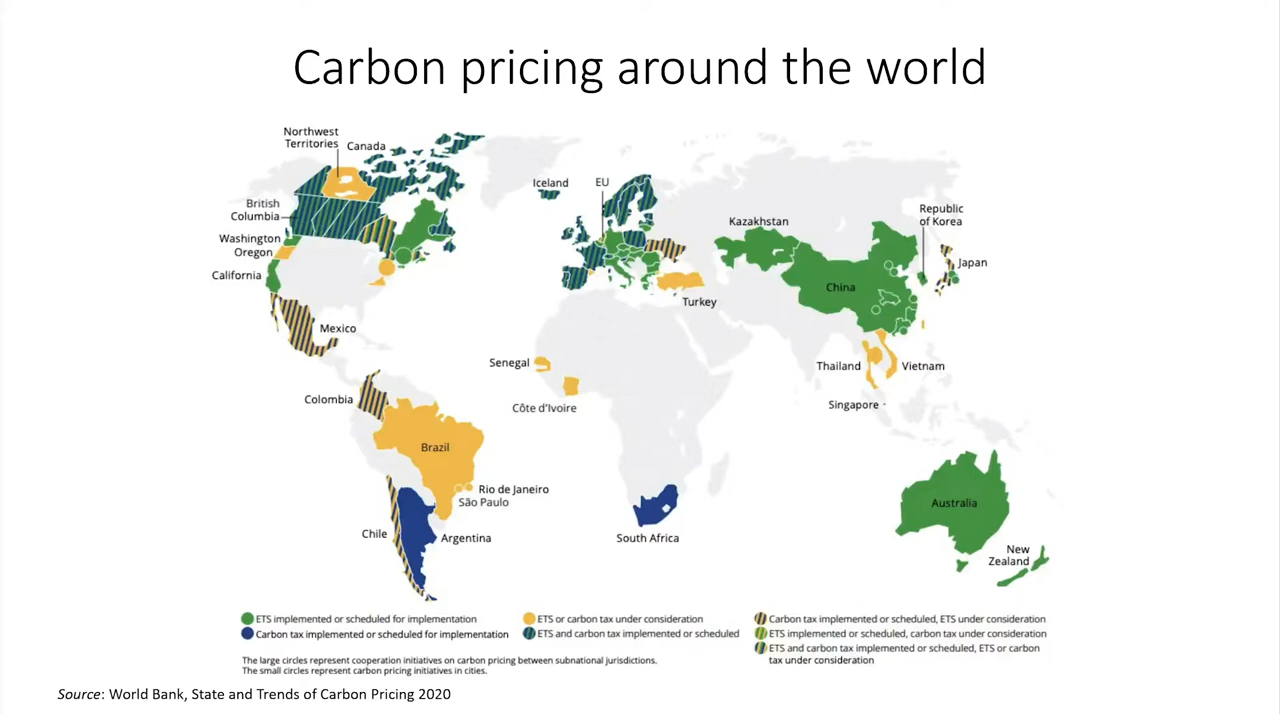 Carbon pricing around the world
Northwest
Territories
Canada
British
Columbia
Washington
Oregon
California
Mexico
Colombia
Brazil
Rio de Janeiro
São Paulo
Chile
Argentina
Iceland
EU
Turkey
Senegal
Côte d'Ivoire
South Africa
Kazakhstan
China
Republic
of Korea
Japan
Thailand
Vietnam
Singapore
Australia
New
Zealand
ETS implemented or scheduled for implementation
Carbon tax implemented or scheduled for implementation
ETS or carbon tax under consideration
ETS and carbon tax implemented or scheduled
Carbon tax implemented or scheduled, ETS under consideration
ETS implemented or scheduled, carbon tax under consideration
ETS and carbon tax implemented or scheduled, ETS or carbon
tax under consideration
The large circles represent cooperation initiatives on carbon pricing between subnational jurisdictions.
The small circles represent carbon pricing initiatives in cities.
Source: World Bank, State and Trends of Carbon Pricing 2020